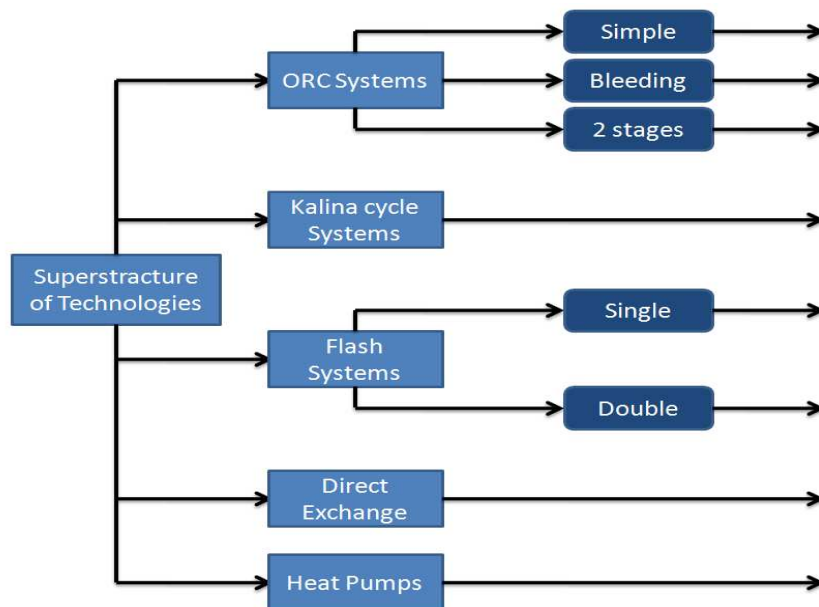 Simple
ORC Systems
Bleeding
2 stages
Kalina cycle
Systems
Superstracture
of Technologies
Single
Flash
Systems
Double
Direct
Exchange
Heat Pumps